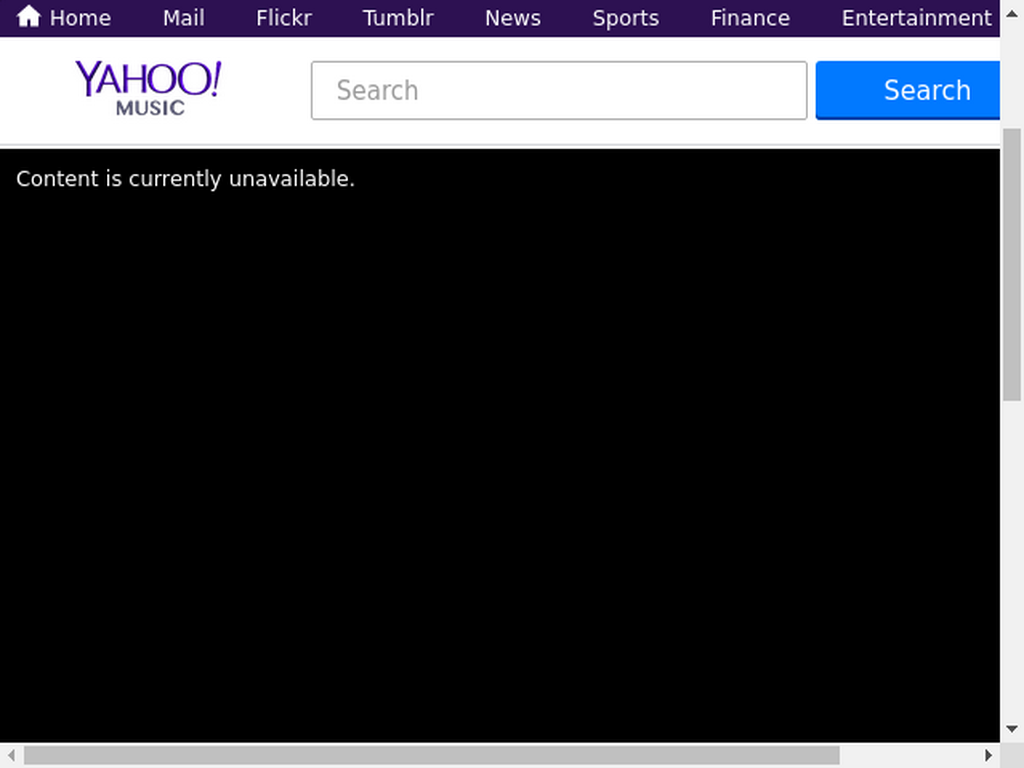 Home Mail Flickr Tumblr News Sports Finance Entertainment
YAHOO!
MUSIC
Search Search
Content is currently unavailable.